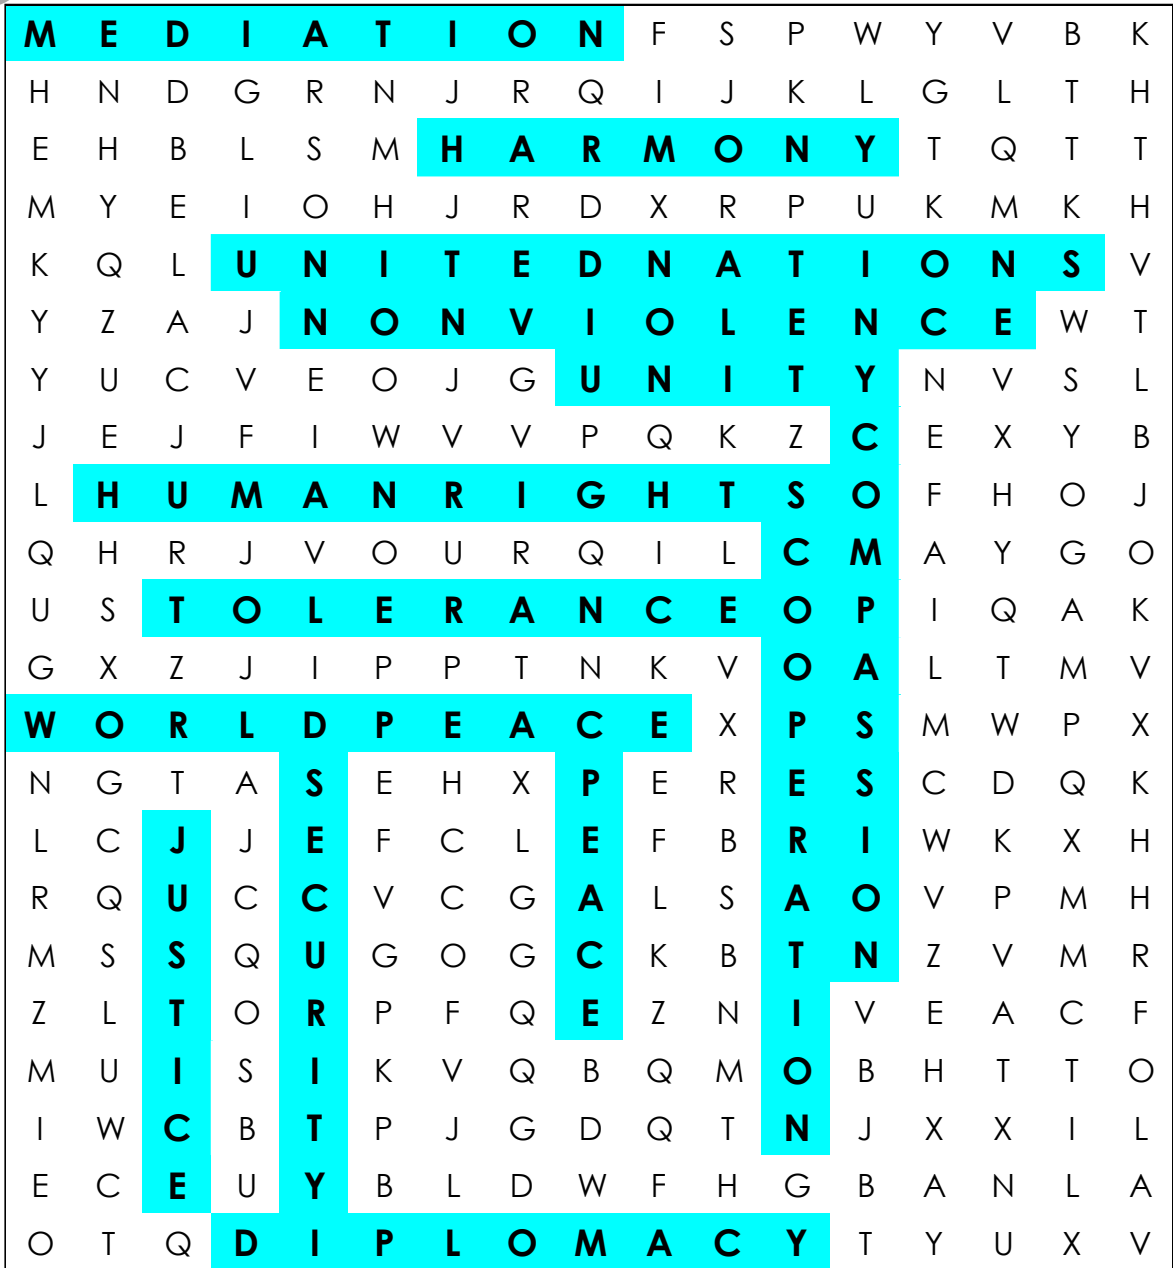 M E D I A T I O N F S P W Y V B K
H N D G R N J R Q I J K L G L T H
E H B L S M H A R M O N Y T Q T T
M Y E I O H J R D X R P U K M K H
K Q L U N I T E D N A T I O N S V
Y Z A J N O N V I O L E N C E W T
Y U C V E O J G U N I T Y N V S L
J E J F I W V V P Q K Z C E X Y B
L H U M A N R I G H T S O F H O J
Q H R J V O U R Q I L C M A Y G O
U S T O L E R A N C E O P I Q A K
G X Z J I P P T N K V O A L T M V
W O R L D P E A C E X P S M W P X
N G T A S E H X P E R E S C D Q K
L C J J E F C L E F B R I W K X H
R Q U C C V C G A L S A O V P M H
M S S Q U G O G C K B T N Z V M R
Z L T O R P F Q E Z N I V E A C F
M U I S I K V Q B Q M O B H T T O
I W C B T P J G D Q T N J X X I L
E C E U Y B L D W F H G B A N L A
O T Q D I P L O M A C Y T Y U X V